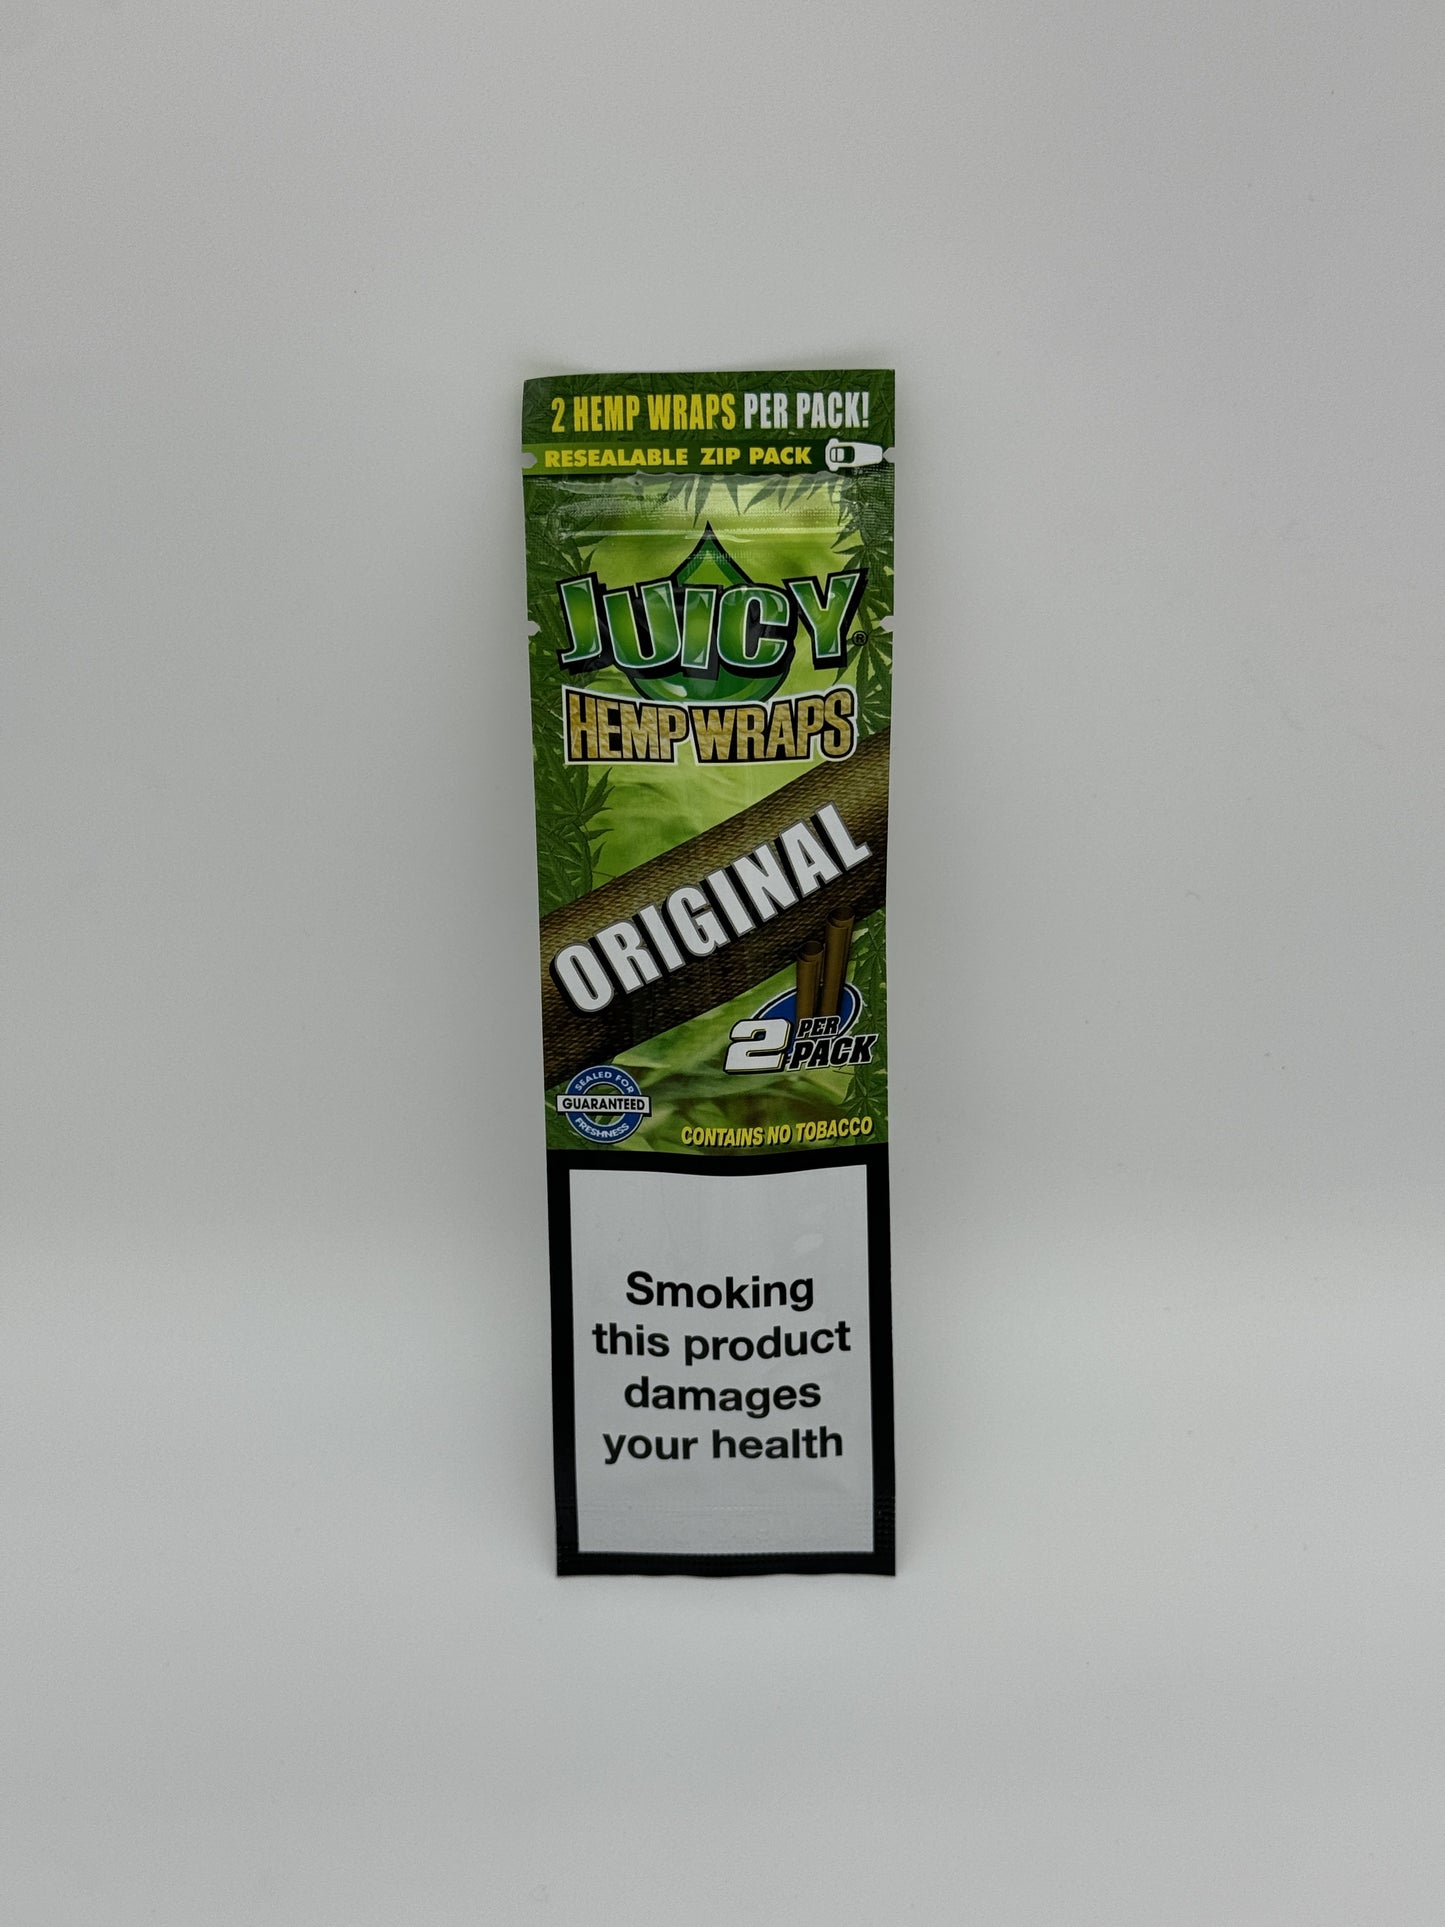 2 HEMP WRAPS PER PACK!
RESEALABLE ZIP PACK
JUICY®
HEMP WRAPS
ORIGINAL
2 PER
PACK
SEALED FOR
GUARANTEED
FRESHNESS
CONTAINS NO TOBACCO
Smoking
this product
damages
your health